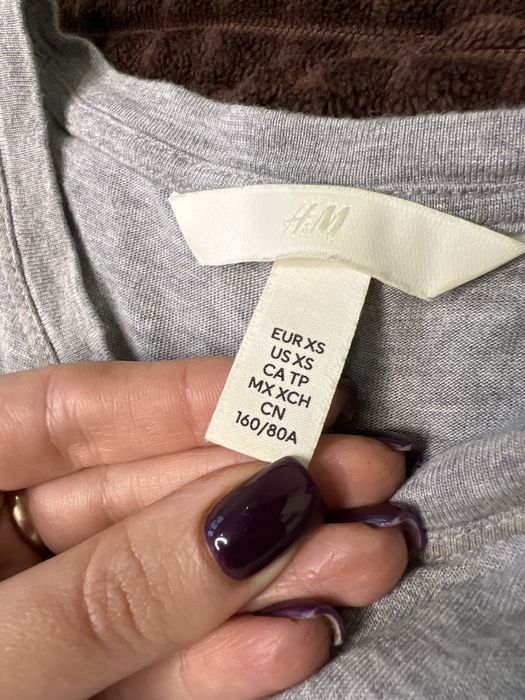 H&M
EUR XS
US XS
CA TP
MX XCH
CN
160/80A